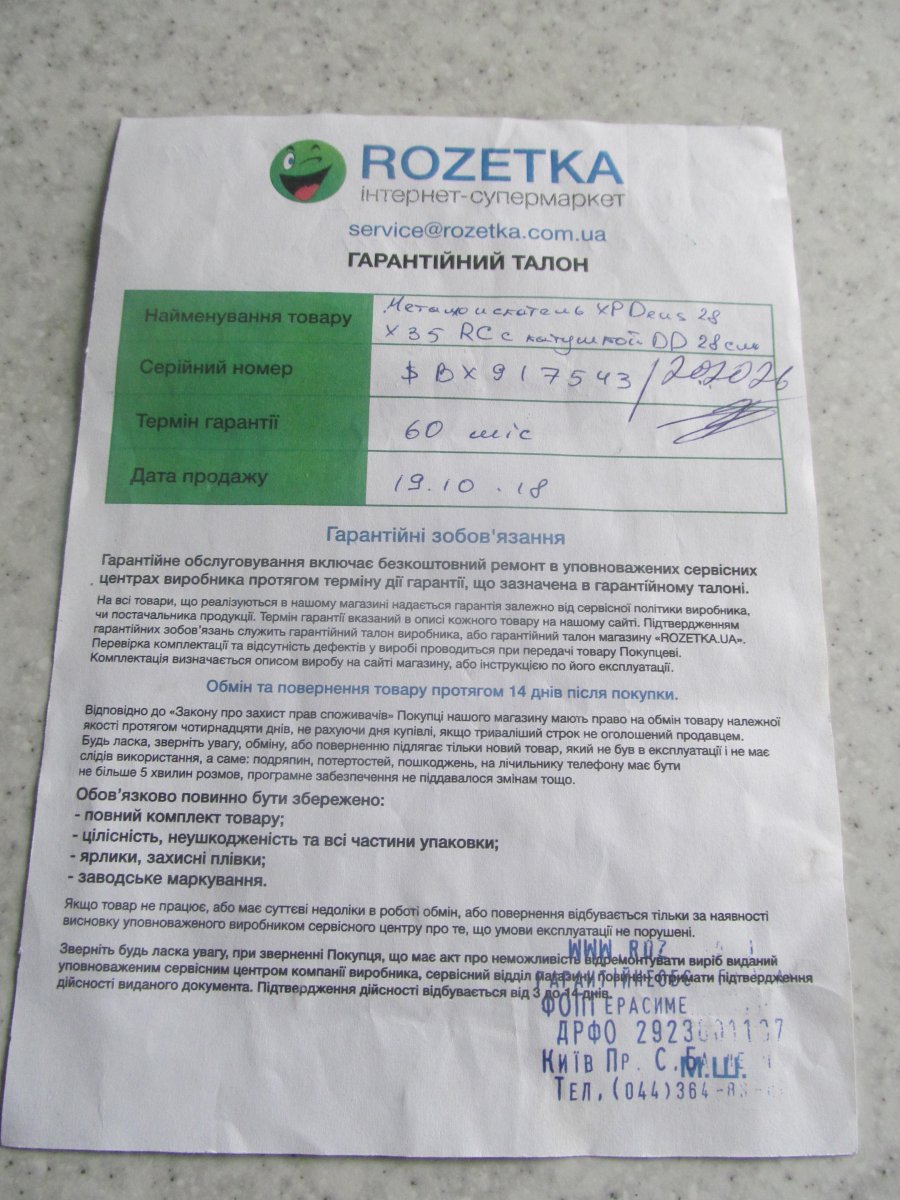 ROZETKA
інтернет-супермаркет
service@rozetka.com.ua
ГАРАНТІЙНИЙ ТАЛОН
Найменування товару
Металоискатель XP Deus 28
X 35 RC с катушкой DD 28см
Серійний номер
$ BX 917543
Термін гарантії
60 міс
Дата продажу
19.10.18
Гарантійні зобов'язання
Гарантійне обслуговування включає безкоштовний ремонт в уповноважених сервісних
центрах виробника протягом терміну дії гарантії, що зазначена в гарантійному талоні.
На всі товари, що реалізуються в нашому магазині надається гарантія залежно від сервісної політики виробника,
чи постачальника продукції. Термін гарантії вказаний в описі кожного товару на нашому сайті. Підтвердженням
гарантійних зобов'язань служить гарантійний талон виробника, або гарантійний талон магазину «ROZETKA.UA».
Перевірка комплектації та відсутність дефектів у виробі проводиться при передачі товару Покупцеві.
Комплектація визначається описом виробу на сайті магазину, або інструкцією по його експлуатації.
Обмін та повернення товару протягом 14 днів після покупки.
Відповідно до «Закону про захист прав споживачів» Покупці нашого магазину мають право на обмін товару належної
якості протягом чотирнадцяти днів, не рахуючи дня купівлі, якщо триваліший строк не оголошений продавцем.
Будь ласка, зверніть увагу, обміну, або поверненню підлягає тільки новий товар, який не був в експлуатації і не має
слідів використання, а саме: подряпин, потертостей, пошкоджень, на лічильнику телефону має бути
не більше 5 хвилин розмов, програмне забезпечення не піддавалося змінам тощо.
Обов'язково повинно бути збережено:
- повний комплект товару;
- цілісність, неушкодженість та всі частини упаковки;
- ярлики, захисні плівки;
- заводське маркування.
Якщо товар не працює, або має суттєві недоліки в роботі обмін, або повернення відбувається тільки за наявності
висновку уповноваженого виробником сервісного центру про те, що умови експлуатації не порушені.
Зверніть будь ласка увагу, при зверненні Покупця, що має акт про неможливість відремонтувати виріб виданий
уповноваженим сервісним центром компанії виробника, сервісний відділ магазину повинен отримати підтвердження
дійсності виданого документа. Підтвердження дійсності відбувається від 3 до 14 днів.
WWW
ФОП
ДРФО
Київ Пр. С.
М.Ш.
Тел. (044)364